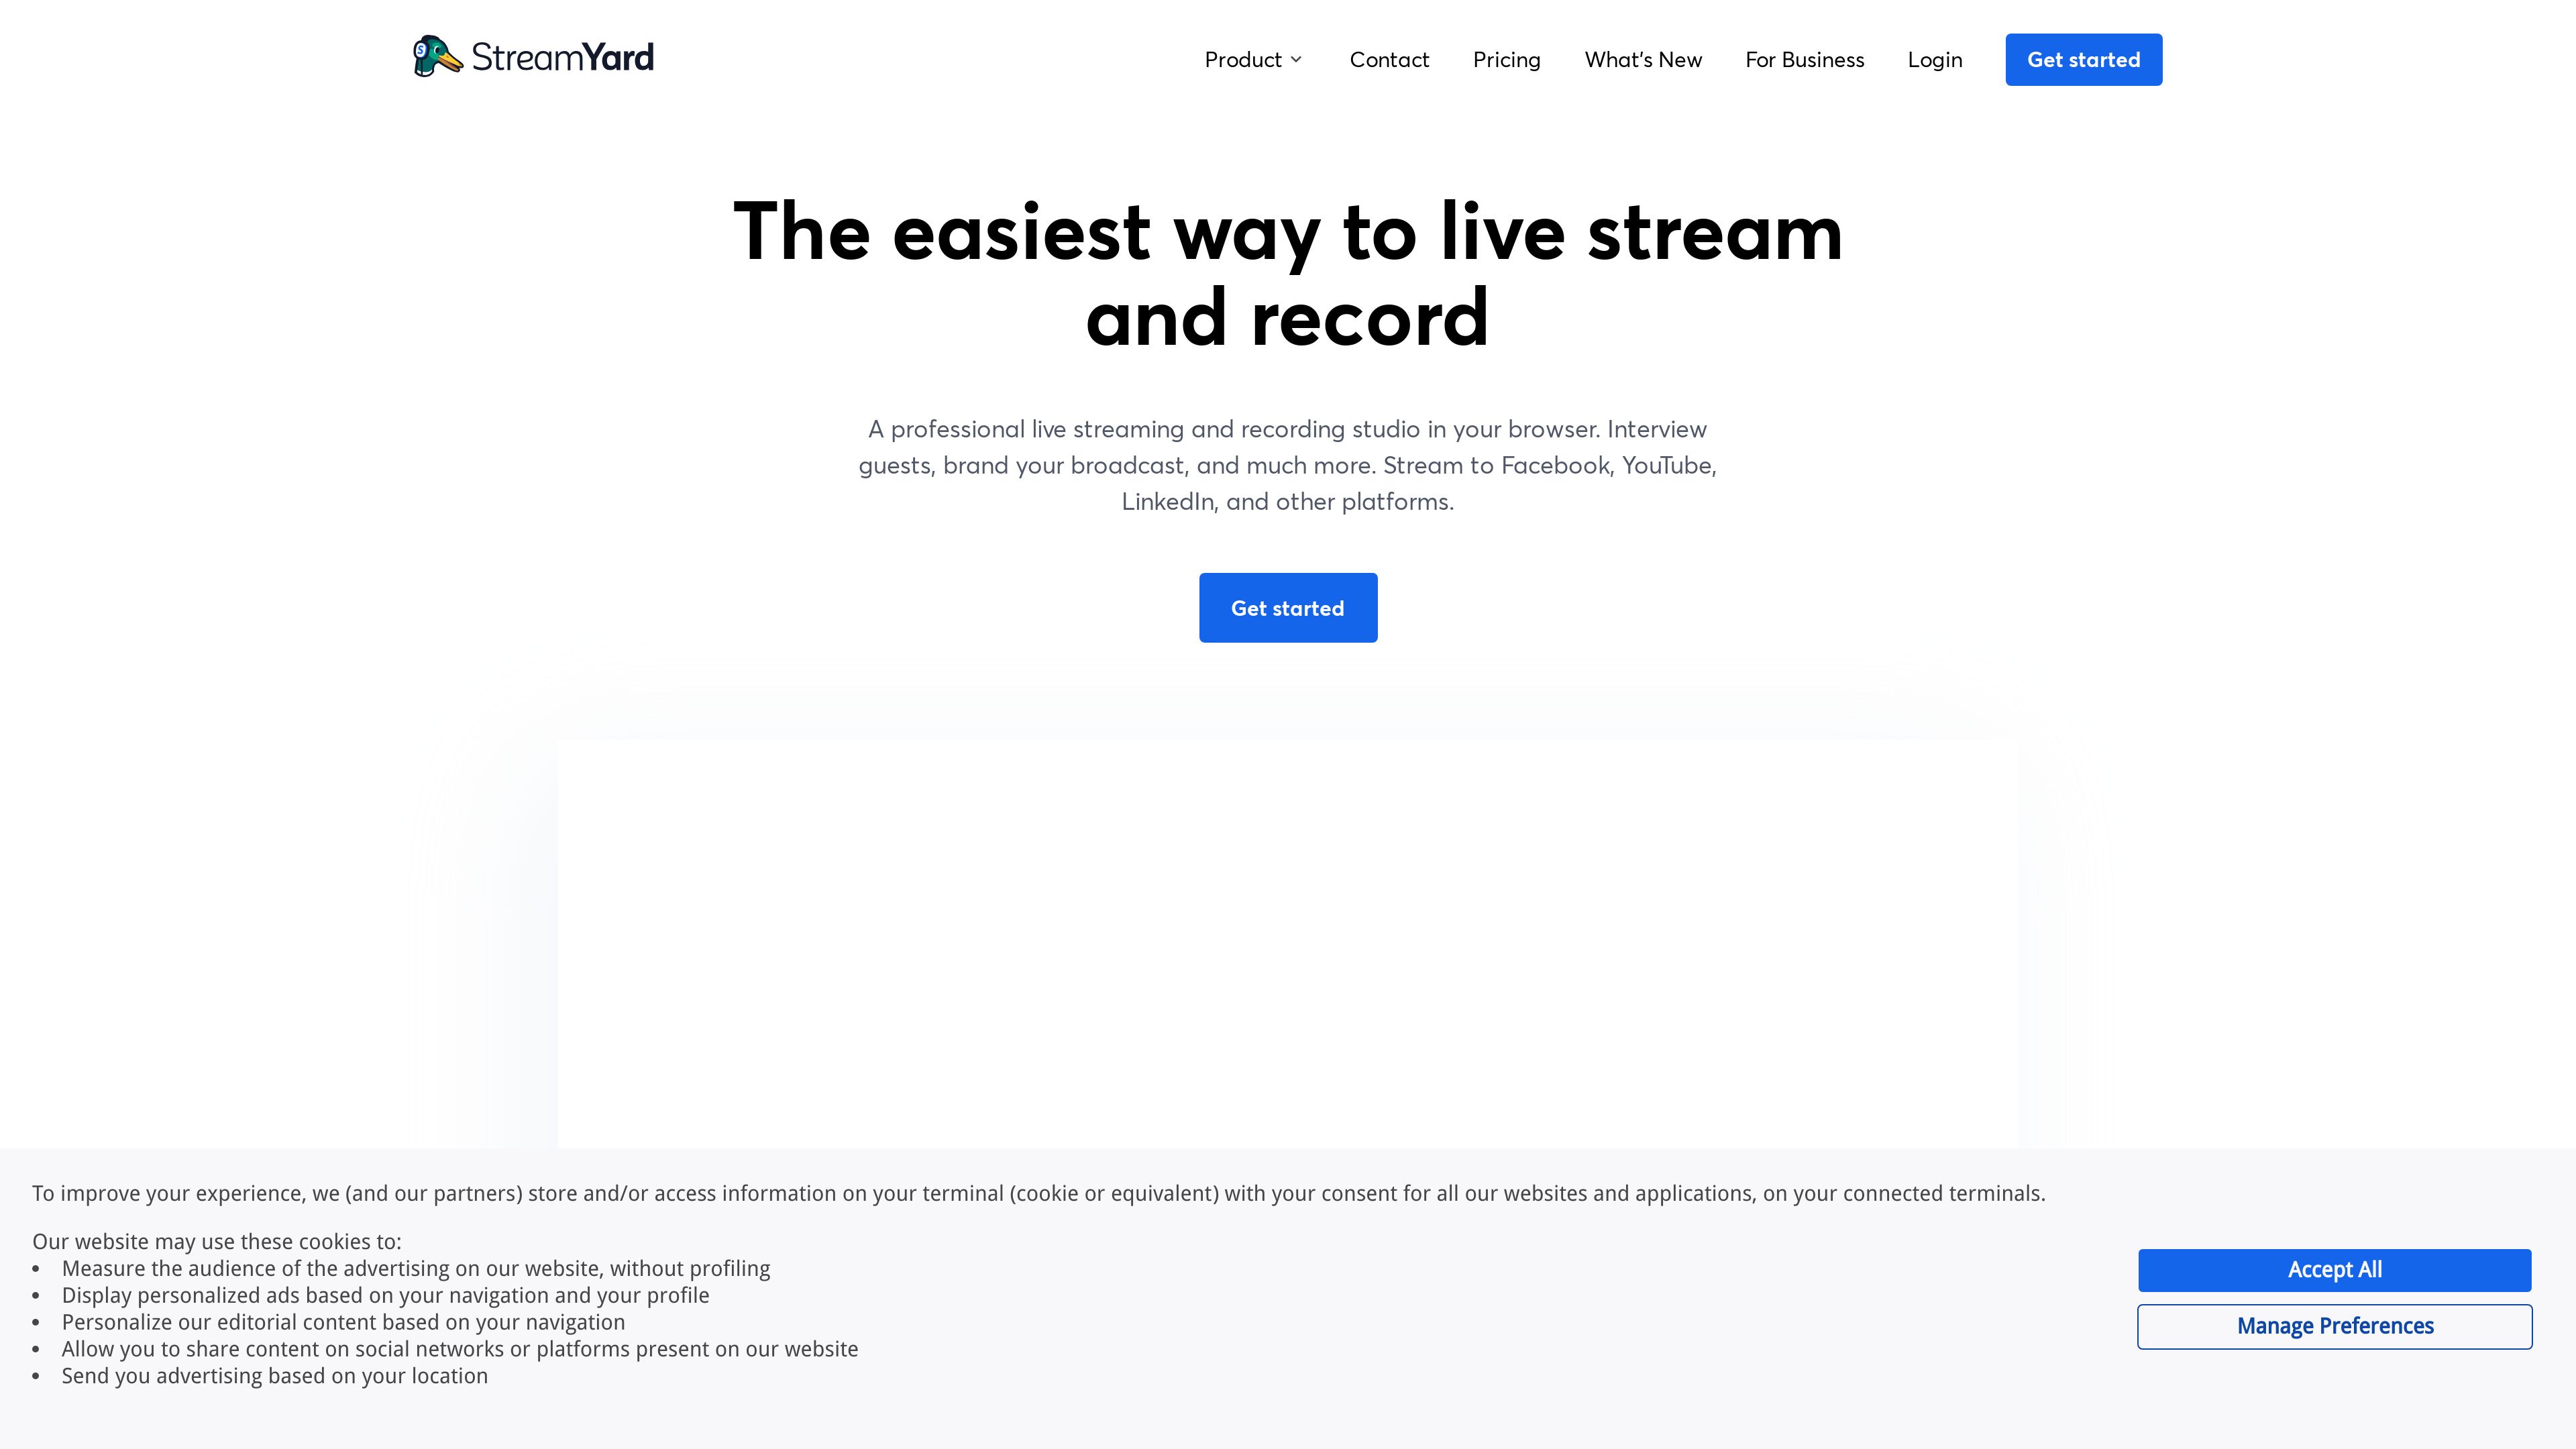 StreamYard
Product Contact Pricing What's New For Business Login Get started
The easiest way to live stream
and record
A professional live streaming and recording studio in your browser. Interview
guests, brand your broadcast, and much more. Stream to Facebook, YouTube,
LinkedIn, and other platforms.
Get started
To improve your experience, we (and our partners) store and/or access information on your terminal (cookie or equivalent) with your consent for all our websites and applications, on your connected terminals.
Our website may use these cookies to:
• Measure the audience of the advertising on our website, without profiling
• Display personalized ads based on your navigation and your profile
• Personalize our editorial content based on your navigation
• Allow you to share content on social networks or platforms present on our website
• Send you advertising based on your location
Accept All
Manage Preferences